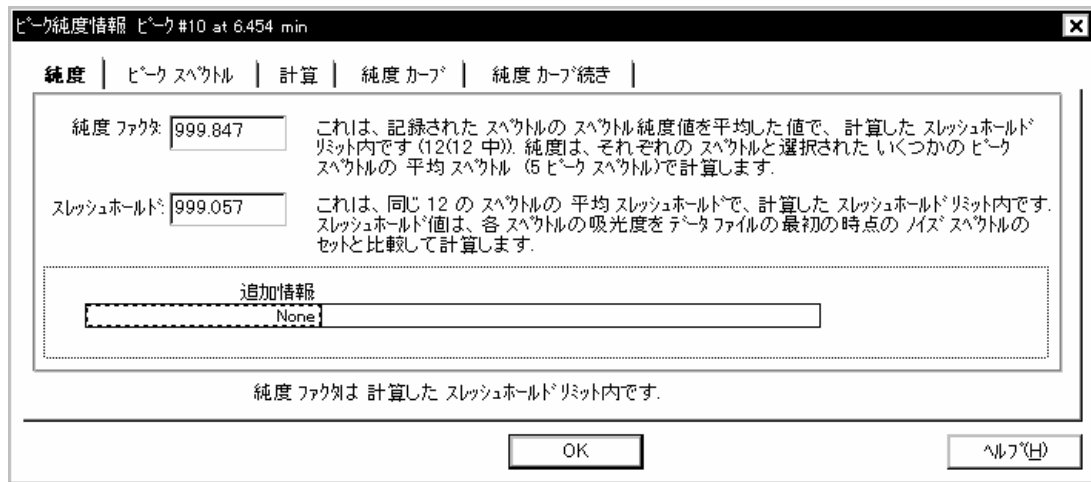 ﾋﾟｰｸ純度情報 ﾋﾟｰｸ #10 at 6.454 min
純度 ﾋﾟｰｸ ｽﾍﾟｸﾄﾙ 計算 純度 ｶｰﾌﾞ 純度 ｶｰﾌﾞ続き
純度 ﾌｧｸﾀ: 999.847
これは、記録された ｽﾍﾟｸﾄﾙの ｽﾍﾟｸﾄﾙ純度値を平均した値で、 計算した ｽﾚｯｼｭﾎｰﾙﾄﾞ
ﾘﾐｯﾄ内です (12(12 中)). 純度は、それぞれの ｽﾍﾟｸﾄﾙと選択された いくつかの ﾋﾟｰｸ
ｽﾍﾟｸﾄﾙの 平均 ｽﾍﾟｸﾄﾙ (5 ﾋﾟｰｸ ｽﾍﾟｸﾄﾙ)で計算します.
ｽﾚｯｼｭﾎｰﾙﾄﾞ: 999.057
これは、同じ 12 の ｽﾍﾟｸﾄﾙの 平均 ｽﾚｯｼｭﾎｰﾙﾄﾞで、計算した ｽﾚｯｼｭﾎｰﾙﾄﾞﾘﾐｯﾄ内です.
ｽﾚｯｼｭﾎｰﾙﾄﾞ値は、各 ｽﾍﾟｸﾄﾙの吸光度を ﾃﾞｰﾀﾌｧｲﾙの最初の時点の ﾉｲｽﾞｽﾍﾟｸﾄﾙの
ｾｯﾄと比較して計算します.
追加情報
None
純度 ﾌｧｸﾀは 計算した ｽﾚｯｼｭﾎｰﾙﾄﾞﾘﾐｯﾄ内です.
OK ﾍﾙﾌﾟ(H)